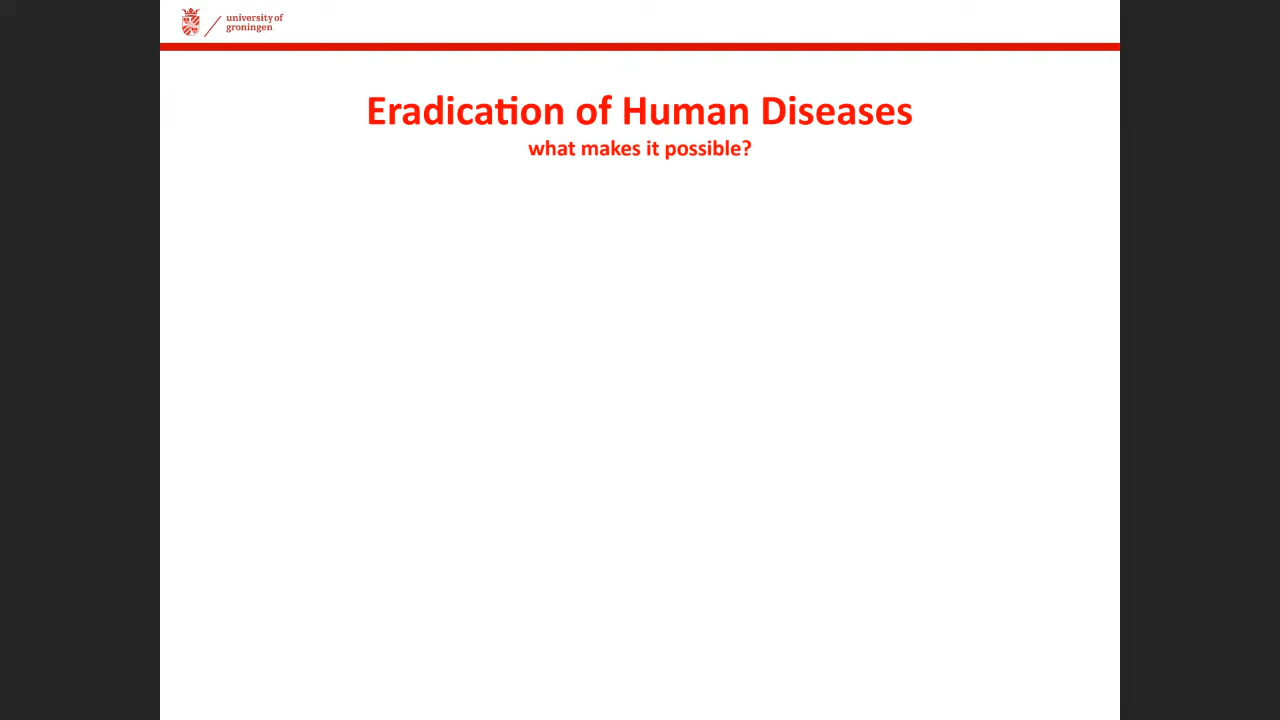 university of
groningen
Eradication of Human Diseases
what makes it possible?